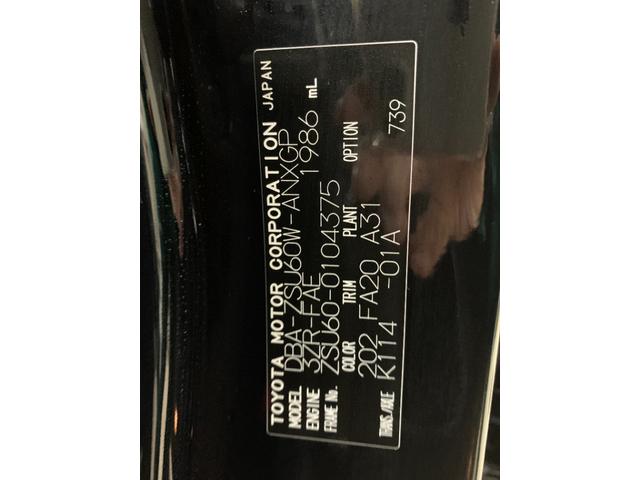 TOYOTA MOTOR CORPORATION JAPAN
MODEL DBA-ZSU60W-ANXGP
ENGINE 3ZR-FAE 1986 mL
FRAME No. ZSU60-0104375
COLOR TRIM PLANT OPTION
202 FA20 A31
TRANS./AXLE K114 -01A 739